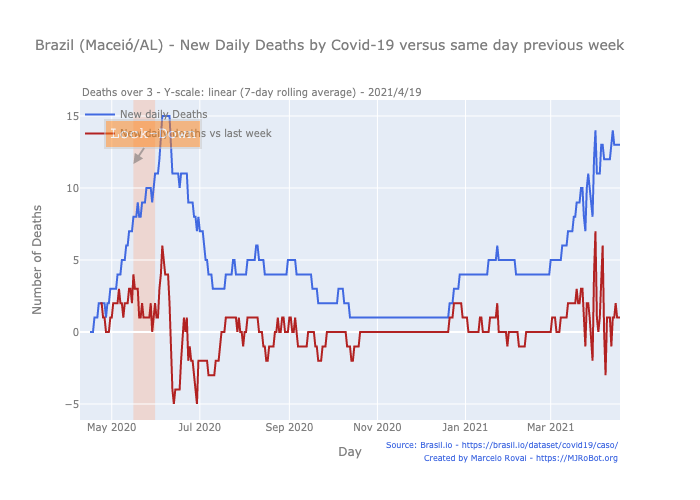 Brazil (Maceió/AL) - New Daily Deaths by Covid-19 versus same day previous week
Deaths over 3 - Y-scale: linear (7-day rolling average) - 2021/4/19
New daily Deaths
New daily deaths vs last week
Lock-Down
Number of Deaths
15
10
5
0
−5
May 2020
Jul 2020
Sep 2020
Nov 2020
Jan 2021
Mar 2021
Day
Source: Brasil.io - https://brasil.io/dataset/covid19/caso/
Created by Marcelo Rovai - https://MJRoBot.org